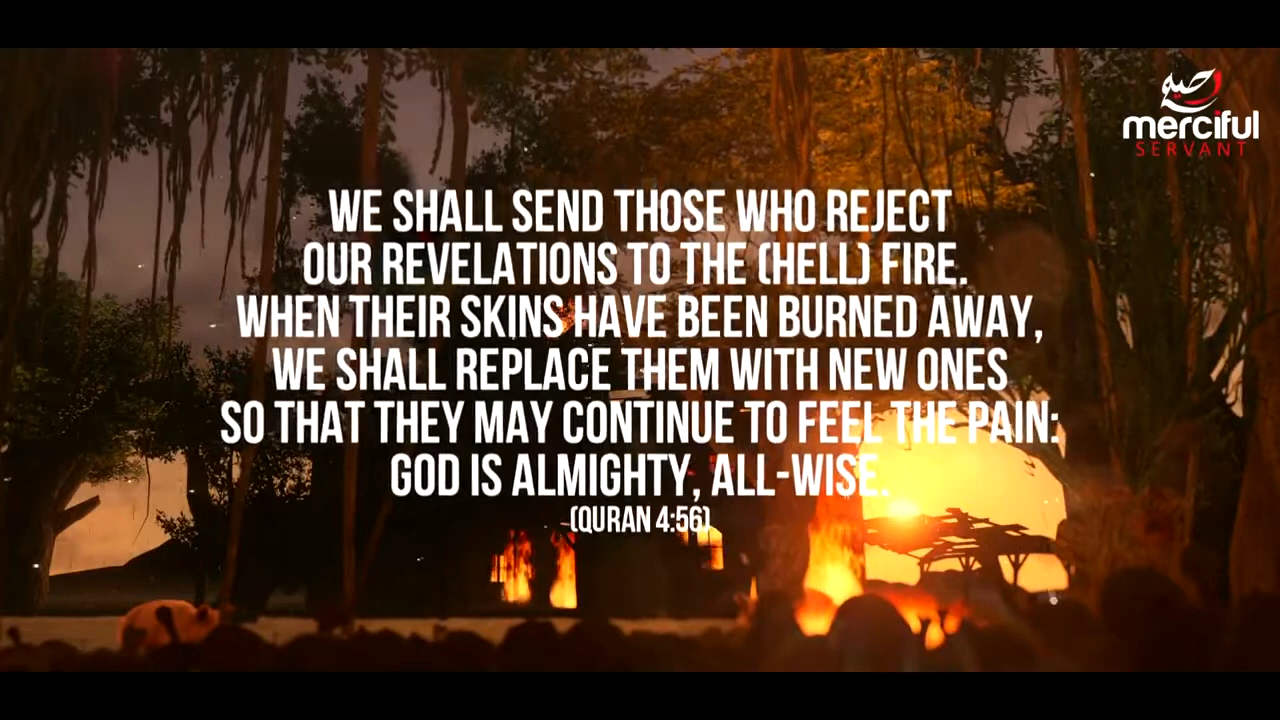 رحيم
merciful
SERVANT
WE SHALL SEND THOSE WHO REJECT
OUR REVELATIONS TO THE (HELL) FIRE.
WHEN THEIR SKINS HAVE BEEN BURNED AWAY,
WE SHALL REPLACE THEM WITH NEW ONES
SO THAT THEY MAY CONTINUE TO FEEL THE PAIN:
GOD IS ALMIGHTY, ALL-WISE.
(QURAN 4:56)